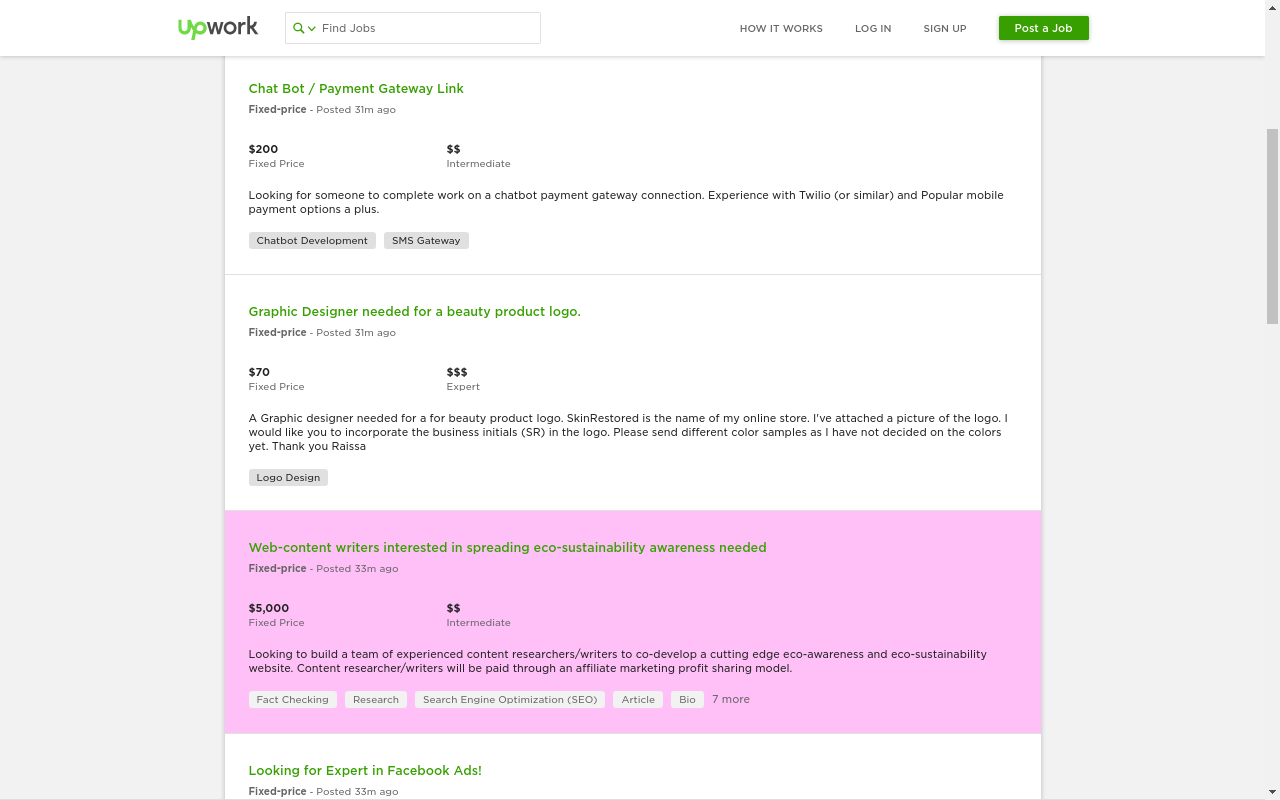 upwork
Find Jobs
HOW IT WORKS
LOG IN
SIGN UP
Post a Job
Chat Bot / Payment Gateway Link
Fixed-price - Posted 31m ago
$200
$$
Fixed Price
Intermediate
Looking for someone to complete work on a chatbot payment gateway connection. Experience with Twilio (or similar) and Popular mobile
payment options a plus.
Chatbot Development
SMS Gateway
Graphic Designer needed for a beauty product logo.
Fixed-price - Posted 31m ago
$70
$$$
Fixed Price
Expert
A Graphic designer needed for a for beauty product logo. SkinRestored is the name of my online store. I've attached a picture of the logo. I
would like you to incorporate the business initials (SR) in the logo. Please send different color samples as I have not decided on the colors
yet. Thank you Raissa
Logo Design
Web-content writers interested in spreading eco-sustainability awareness needed
Fixed-price - Posted 33m ago
$5,000
$$
Fixed Price
Intermediate
Looking to build a team of experienced content researchers/writers to co-develop a cutting edge eco-awareness and eco-sustainability
website. Content researcher/writers will be paid through an affiliate marketing profit sharing model.
Fact Checking
Research
Search Engine Optimization (SEO)
Article
Bio
7 more
Looking for Expert in Facebook Ads!
Fixed-price - Posted 33m ago